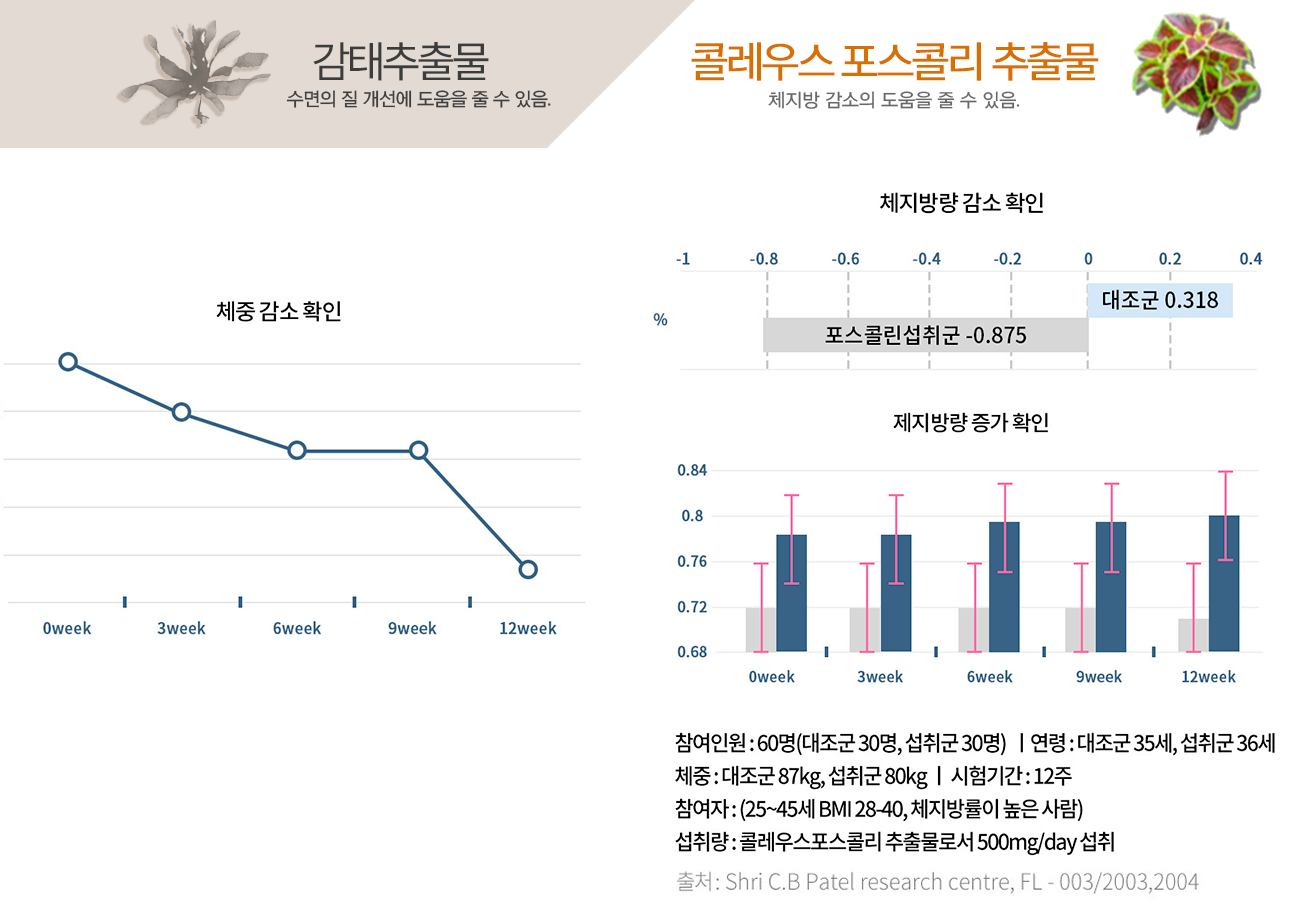 감태추출물
수면의 질 개선에 도움을 줄 수 있음.
콜레우스 포스콜리 추출물
체지방 감소의 도움을 줄 수 있음.
체중 감소 확인
0week 3week 6week 9week 12week
체지방량 감소 확인
-1 -0.8 -0.6 -0.4 -0.2 0 0.2 0.4
대조군 0.318
%
포스콜린섭취군 -0.875
제지방량 증가 확인
0.84
0.8
0.76
0.72
0.68
0week 3week 6week 9week 12week
참여인원 : 60명(대조군 30명, 섭취군 30명) ㅣ연령 : 대조군 35세, 섭취군 36세
체중 : 대조군 87kg, 섭취군 80kg ㅣ 시험기간 : 12주
참여자 : (25~45세 BMI 28-40, 체지방률이 높은 사람)
섭취량 : 콜레우스포스콜리 추출물로서 500mg/day 섭취
출처 : Shri C.B Patel research centre, FL - 003/2003,2004